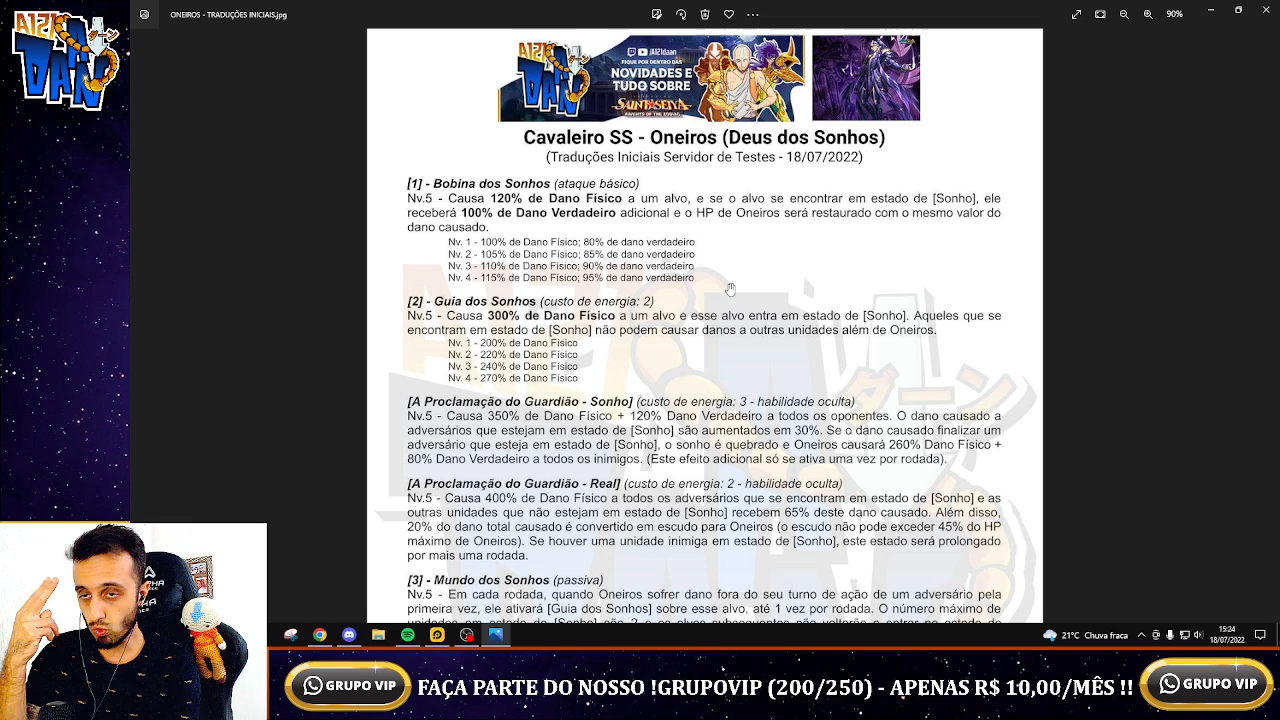 ONEIROS - TRADUÇÕES INICIAIS.jpg
90%
A12I
DAAN
ダーン
/A12Idaan
FIQUE POR DENTRO DAS
NOVIDADES E
TUDO SOBRE
SAINT SEIYA
KNIGHTS OF THE ZODIAC
Cavaleiro SS - Oneiros (Deus dos Sonhos)
(Traduções Iniciais Servidor de Testes - 18/07/2022)
[1] - Bobina dos Sonhos (ataque básico)
Nv.5 - Causa 120% de Dano Físico a um alvo, e se o alvo se encontrar em estado de [Sonho], ele
receberá 100% de Dano Verdadeiro adicional e o HP de Oneiros será restaurado com o mesmo valor do
dano causado.
Nv. 1 - 100% de Dano Físico; 80% de dano verdadeiro
Nv. 2 - 105% de Dano Físico; 85% de dano verdadeiro
Nv. 3 - 110% de Dano Físico; 90% de dano verdadeiro
Nv. 4 - 115% de Dano Físico; 95% de dano verdadeiro
[2] - Guia dos Sonhos (custo de energia: 2)
Nv.5 - Causa 300% de Dano Físico a um alvo e esse alvo entra em estado de [Sonho]. Aqueles que se
encontram em estado de [Sonho] não podem causar danos a outras unidades além de Oneiros.
Nv. 1 - 200% de Dano Físico
Nv. 2 - 220% de Dano Físico
Nv. 3 - 240% de Dano Físico
Nv. 4 - 270% de Dano Físico
[A Proclamação do Guardião - Sonho] (custo de energia: 3 - habilidade oculta)
Nv.5 - Causa 350% de Dano Físico + 120% Dano Verdadeiro a todos os oponentes. O dano causado a
adversários que estejam em estado de [Sonho] são aumentados em 30%. Se o dano causado finalizar um
adversário que esteja em estado de [Sonho], o sonho é quebrado e Oneiros causará 260% Dano Físico +
80% Dano Verdadeiro a todos os inimigos. (Este efeito adicional só se ativa uma vez por rodada).
[A Proclamação do Guardião - Real] (custo de energia: 2 - habilidade oculta)
Nv.5 - Causa 400% de Dano Físico a todos os adversários que se encontram em estado de [Sonho] e as
outras unidades que não estejam em estado de [Sonho] recebem 65% deste dano causado. Além disso,
20% do dano total causado é convertido em escudo para Oneiros (o escudo não pode exceder 45% do HP
máximo de Oneiros). Se houver uma unidade inimiga em estado de [Sonho], este estado será prolongado
por mais uma rodada.
[3] - Mundo dos Sonhos (passiva)
Nv.5 - Em cada rodada, quando Oneiros sofrer dano fora do seu turno de ação de um adversário pela
primeira vez, ele ativará [Guia dos Sonhos] sobre esse alvo, até 1 vez por rodada. O número máximo de
21°C Chuva fraca
15:24
18/07/2022
GRUPO VIP
FAÇA PARTE DO NOSSO !GRUPOVIP (200/250) - APENAS R$ 10,00/MÊS !!
GRUPO VIP